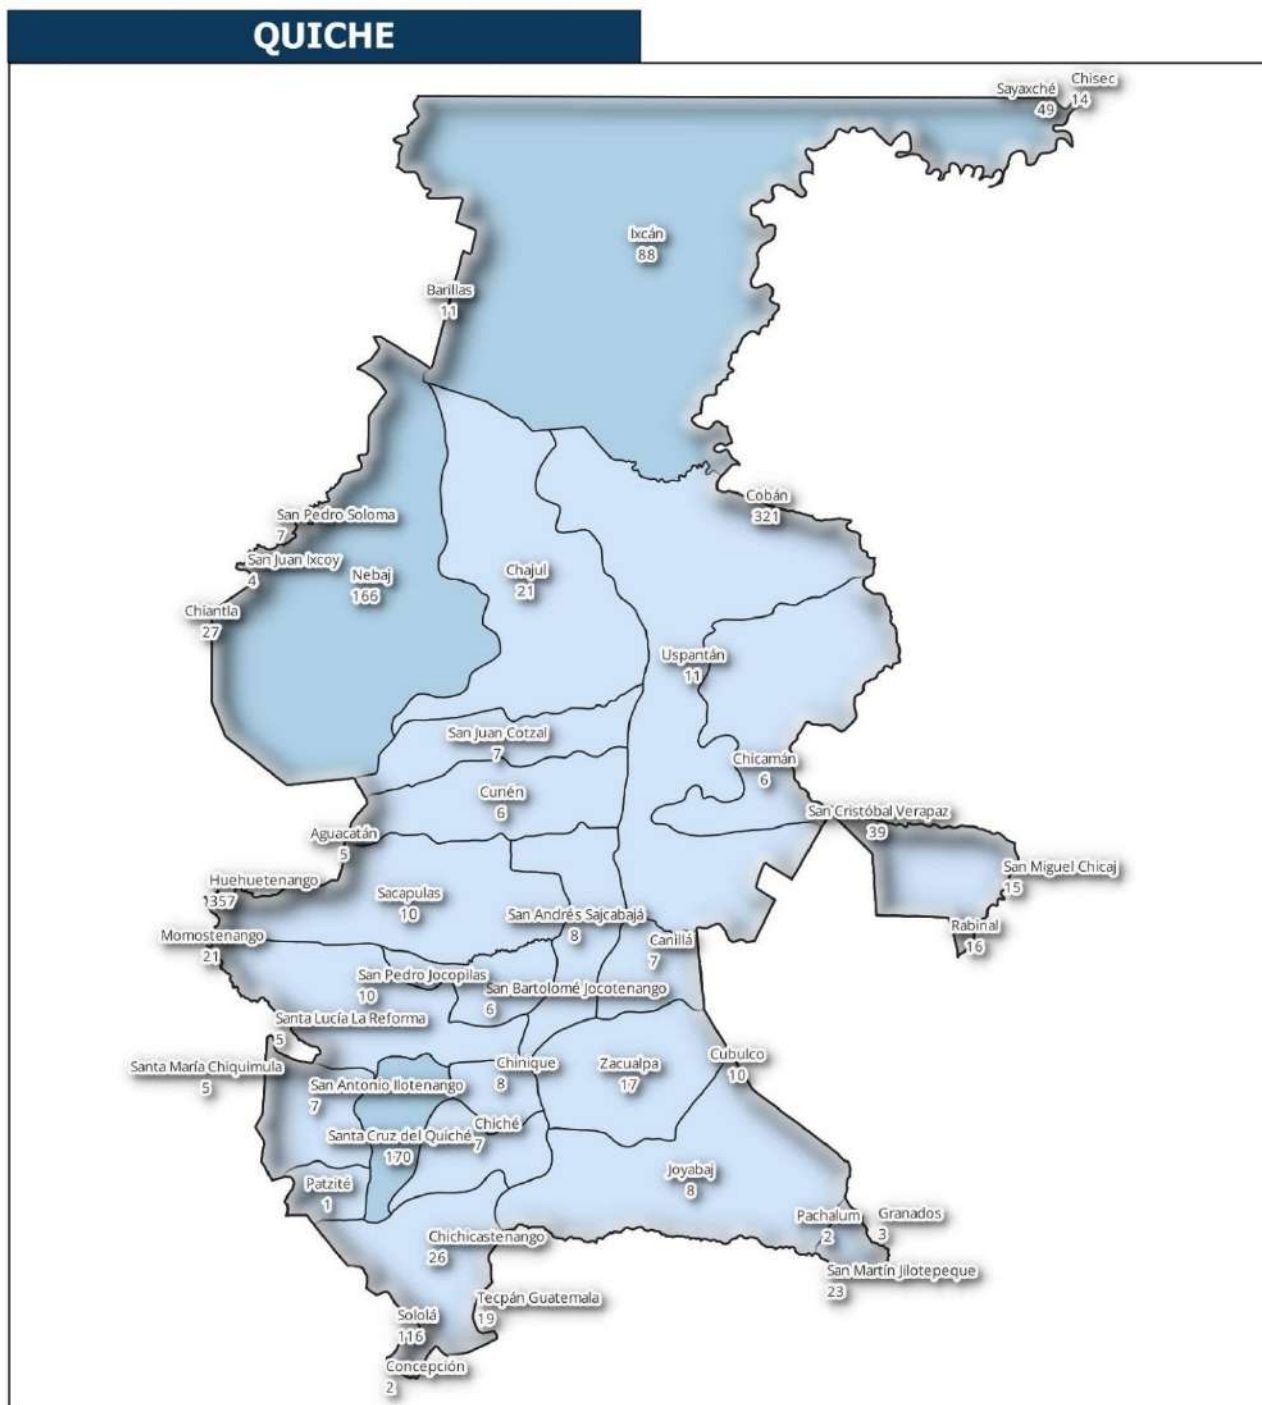 QUICHE
Sayaxché
49
Chisec
14
Ixcán
88
Barillas
11
Cobán
321
San Pedro Soloma
7
San Juan Ixcoy
4
Nebaj
166
Chajul
21
Chiantla
27
Uspantán
11
San Juan Cotzal
7
Chicamán
6
Cunén
6
San Cristóbal Verapaz
39
Aguacatán
5
San Miguel Chicaj
15
Huehuetenango
357
Sacapulas
10
San Andrés Sajcabajá
8
Rabinal
16
Momostenango
21
Canillá
7
San Pedro Jocopilas
10
San Bartolomé Jocotenango
6
Santa Lucía La Reforma
5
Santa María Chiquimula
5
Chinique
8
Zacualpa
17
Cubulco
10
San Antonio Ilotenango
7
Chiché
7
Santa Cruz del Quiché
170
Joyabaj
8
Patzité
1
Pachalum
2
Granados
3
Chichicastenango
26
San Martín Jilotepeque
23
Tecpán Guatemala
19
Sololá
116
Concepción
2